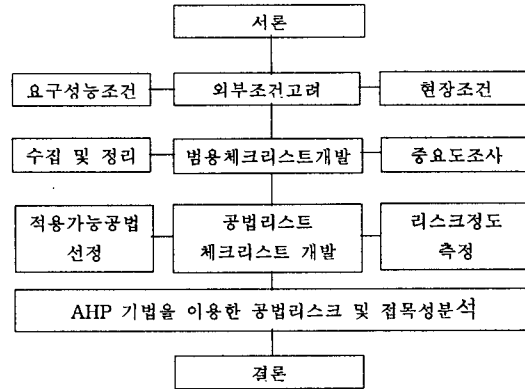 서론
요구성능조건 외부조건고려 현장조건
수집 및 정리 범용체크리스트개발 중요도조사
적용가능공법 공법리스트 리스크정도
선정 체크리스트 개발 측정
AHP 기법을 이용한 공법리스크 및 접목성분석
결론